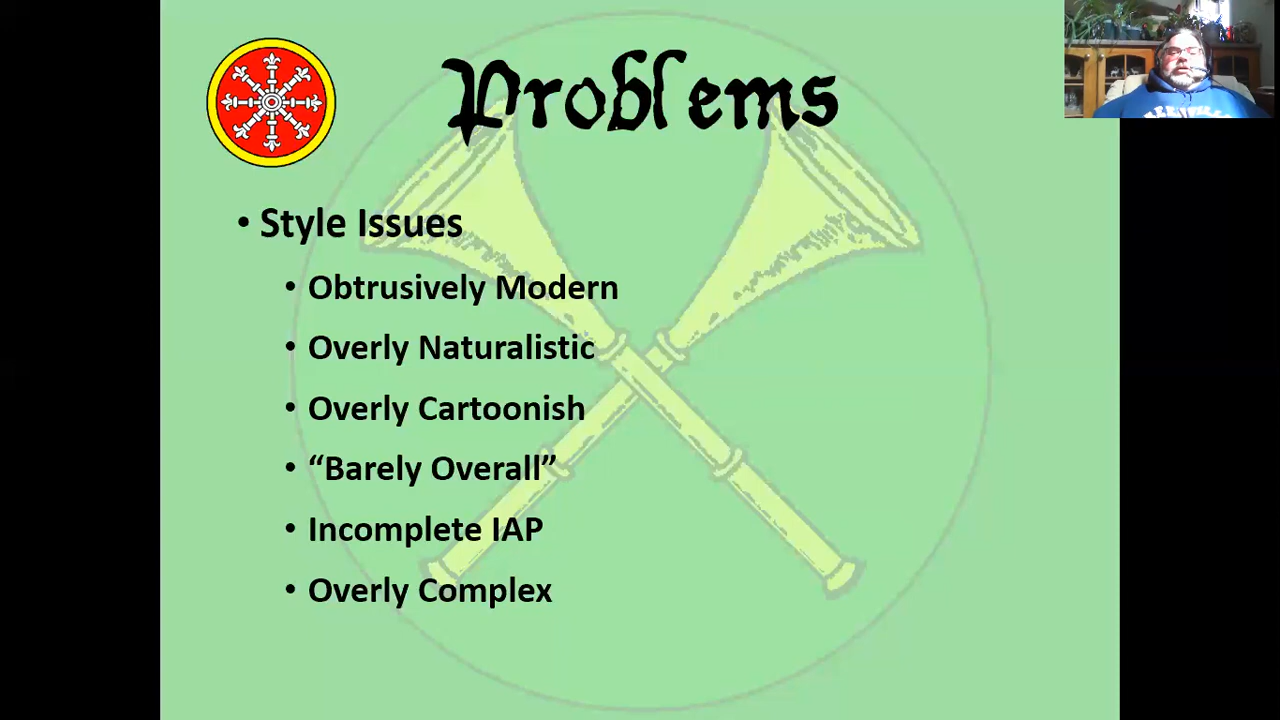 Problems
• Style Issues
• Obtrusively Modern
• Overly Naturalistic
• Overly Cartoonish
• “Barely Overall”
• Incomplete IAP
• Overly Complex